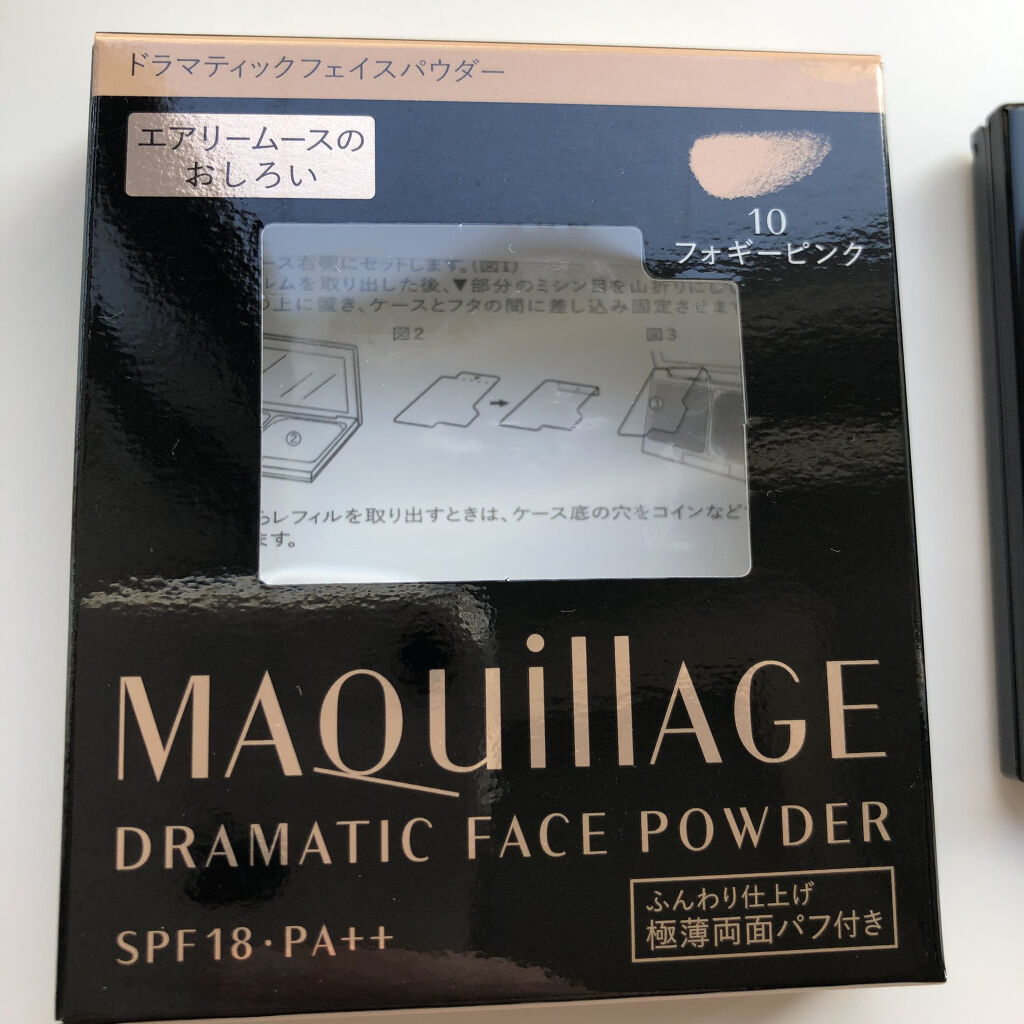 ドラマティックフェイスパウダー
エアリームースの
おしろい
10
フォギーピンク
ース右側にセットします。(図1)
ルムを取り出した後、▼部分のミシン目を山折りにし
の上に置き、ケースとフタの間に差し込み固定させます
図2
図3
②
①
らレフィルを取り出すときは、ケース底の穴をコインなど
ます。
MAQuillAGE
DRAMATIC FACE POWDER
SPF18・PA++
ふんわり仕上げ
極薄両面パフ付き